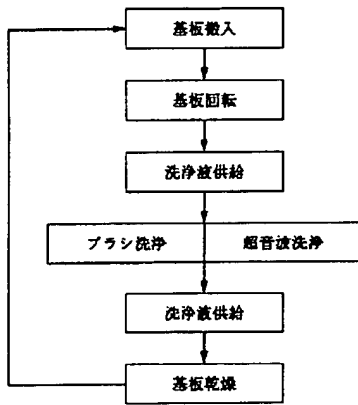 基板搬入
基板回転
洗浄液供給
ブラシ洗浄
超音波洗浄
洗浄液供給
基板乾燥